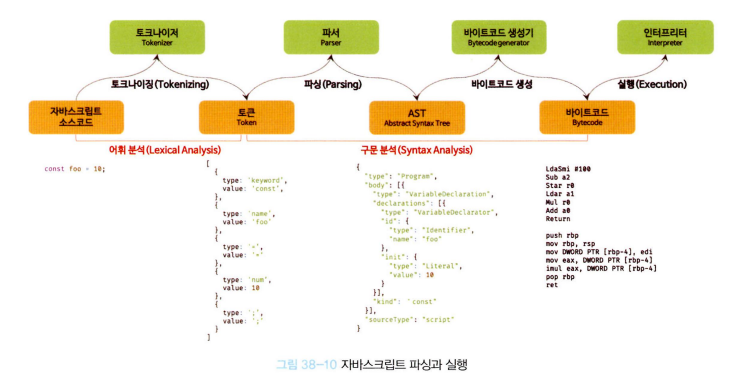 토크나이저
Tokenizer
파서
Parser
바이트코드 생성기
Bytecode generator
인터프리터
Interpreter
토크나이징(Tokenizing)
파싱(Parsing)
바이트코드 생성
실행(Execution)
자바스크립트
소스코드
토큰
Token
AST
Abstract Syntax Tree
바이트코드
Bytecode
어휘 분석(Lexical Analysis)
구문 분석(Syntax Analysis)
const foo = 10;
[
{
type: 'keyword',
value: 'const',
},
{
type: 'name',
value: 'foo'
},
{
type: '=',
value: '='
},
{
type: 'num',
value: 10
},
{
type: ';',
value: ';'
}
]
{
"type": "Program",
"body": [{
"type": "VariableDeclaration",
"declarations": [{
"type": "VariableDeclarator",
"id": {
"type": "Identifier",
"name": "foo"
},
"init": {
"type": "Literal",
"value": 10
}
}],
"kind": `const"
}],
"sourceType": "script"
}
LdaSmi #100
Sub a2
Star r0
Ldar a1
Mul r0
Add a0
Return
push rbp
mov rbp, rsp
mov DWORD PTR [rbp-4], edi
mov eax, DWORD PTR [rbp-4]
imul eax, DWORD PTR [rbp-4]
pop rbp
ret
그림 38-10 자바스크립트 파싱과 실행